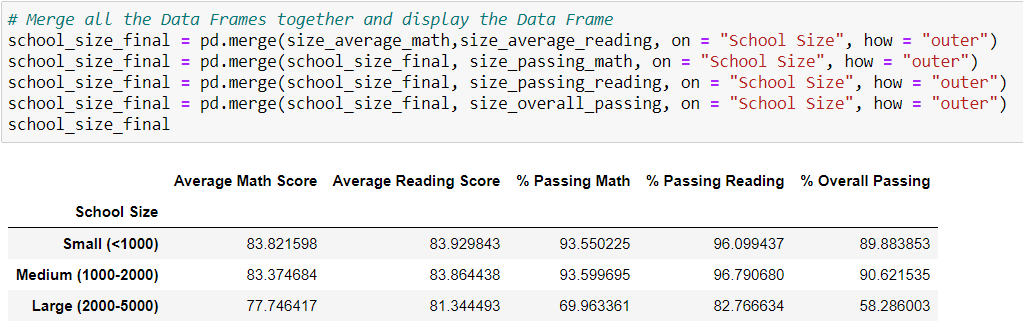 # Merge all the Data Frames together and display the Data Frame
school_size_final = pd.merge(size_average_math,size_average_reading, on = "School Size", how = "outer")
school_size_final = pd.merge(school_size_final, size_passing_math, on = "School Size", how = "outer")
school_size_final = pd.merge(school_size_final, size_passing_reading, on = "School Size", how = "outer")
school_size_final = pd.merge(school_size_final, size_overall_passing, on = "School Size", how = "outer")
school_size_final
Average Math Score Average Reading Score % Passing Math % Passing Reading % Overall Passing
School Size
Small (<1000) 83.821598 83.929843 93.550225 96.099437 89.883853
Medium (1000-2000) 83.374684 83.864438 93.599695 96.790680 90.621535
Large (2000-5000) 77.746417 81.344493 69.963361 82.766634 58.286003